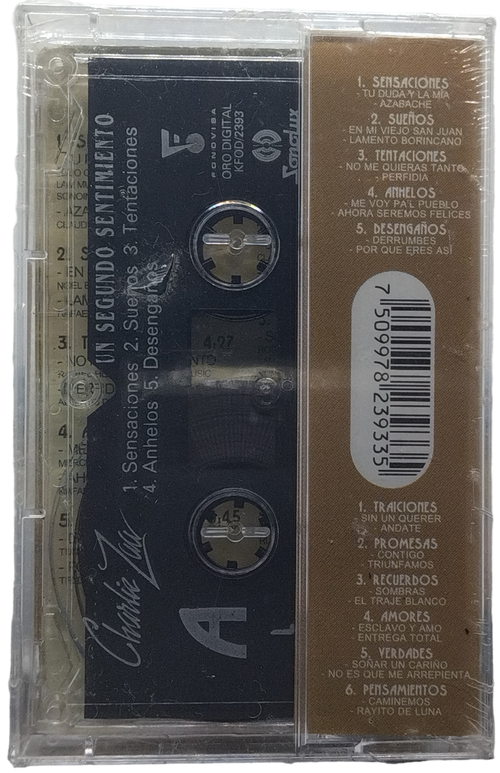 1. SENSACIONES
- TU DUDA Y LA MIA
AZABACHE
2. SUEÑOS
- EN MI VIEJO SAN JUAN
- LAMENTO BORINCANO
3. TENTACIONES
- NO ME QUIERAS TANTO
- PERFIDIA
4. ANHELOS
- ME VOY PA'L PUEBLO
- AHORA SEREMOS FELICES
5. DESENGAÑOS
- DERRUMBES
- POR QUE ERES ASÍ
7 509978 239335
1. TRAICIONES
- SIN UN QUERER
ANDATE
2. PROMESAS
- CONTIGO
- TRIUNFAMOS
3. RECUERDOS
- SOMBRAS
EL TRAJE BLANCO
4. AMORES
- ESCLAVO Y AMO
- ENTREGA TOTAL
5. VERDADES
- SOÑAR UN CARIÑO
- NO ES QUE ME ARREPIENTA
6. PENSAMIENTOS
- CAMINEMOS
- RAYITO DE LUNA
FONOVISA
ORO DIGITAL
KFOD/2393
Sonolux
UN SEGUNDO SENTIMIENTO
1. Sensaciones 2. Sueños 3. Tentaciones
4. Anhelos 5. Desengaños
Charlie Zaa
A